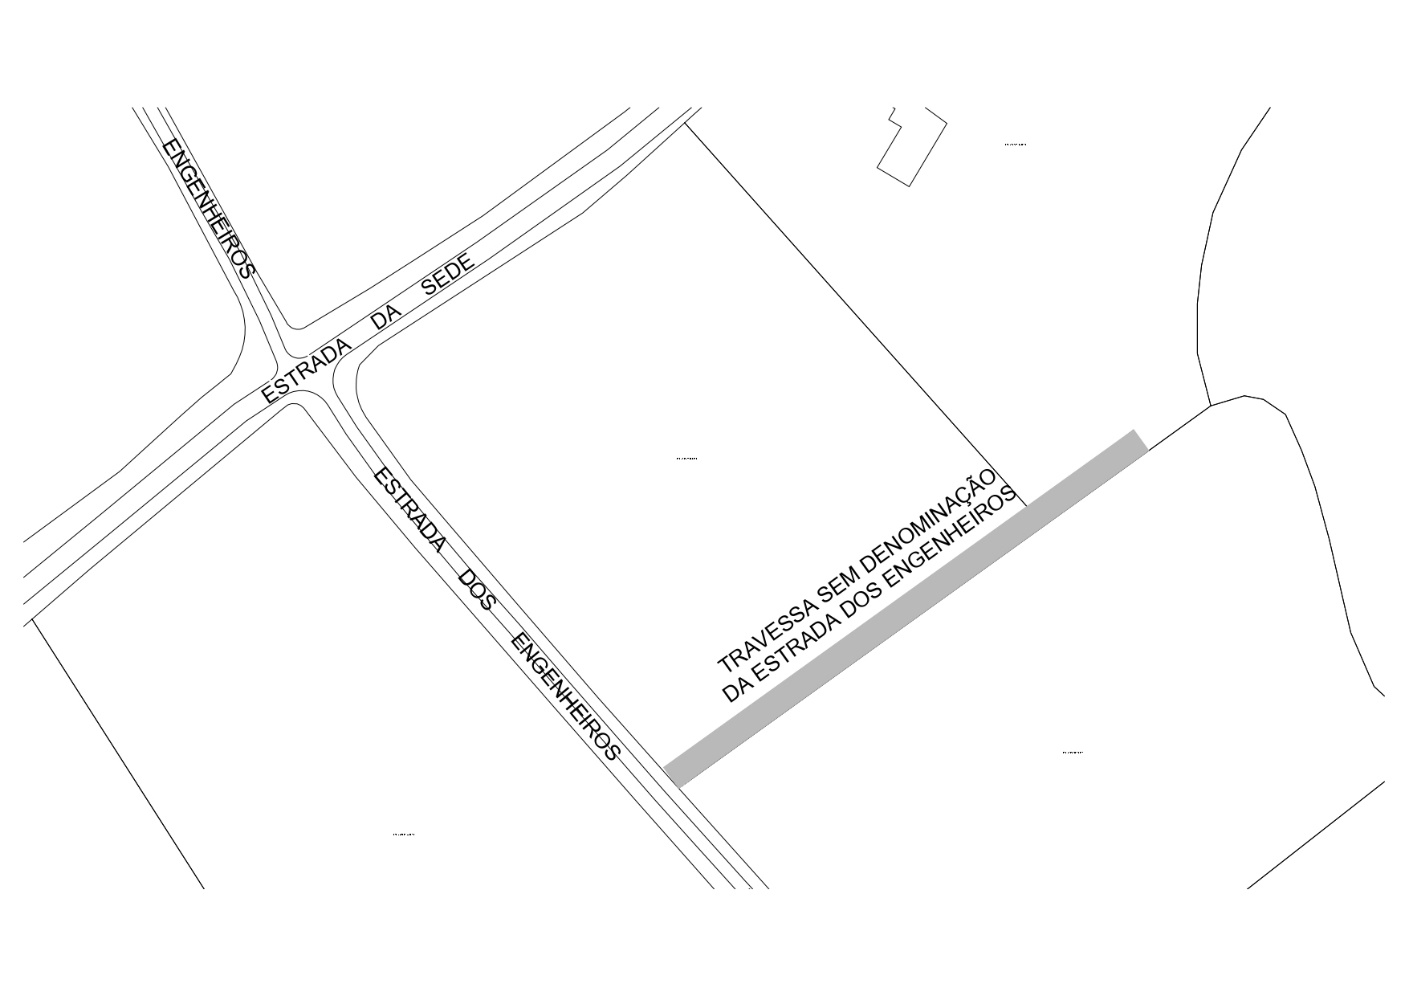 ENGENHEIROS
ESTRADA DA SEDE
ESTRADA DOS ENGENHEIROS
TRAVESSA SEM DENOMINAÇÃO
DA ESTRADA DOS ENGENHEIROS